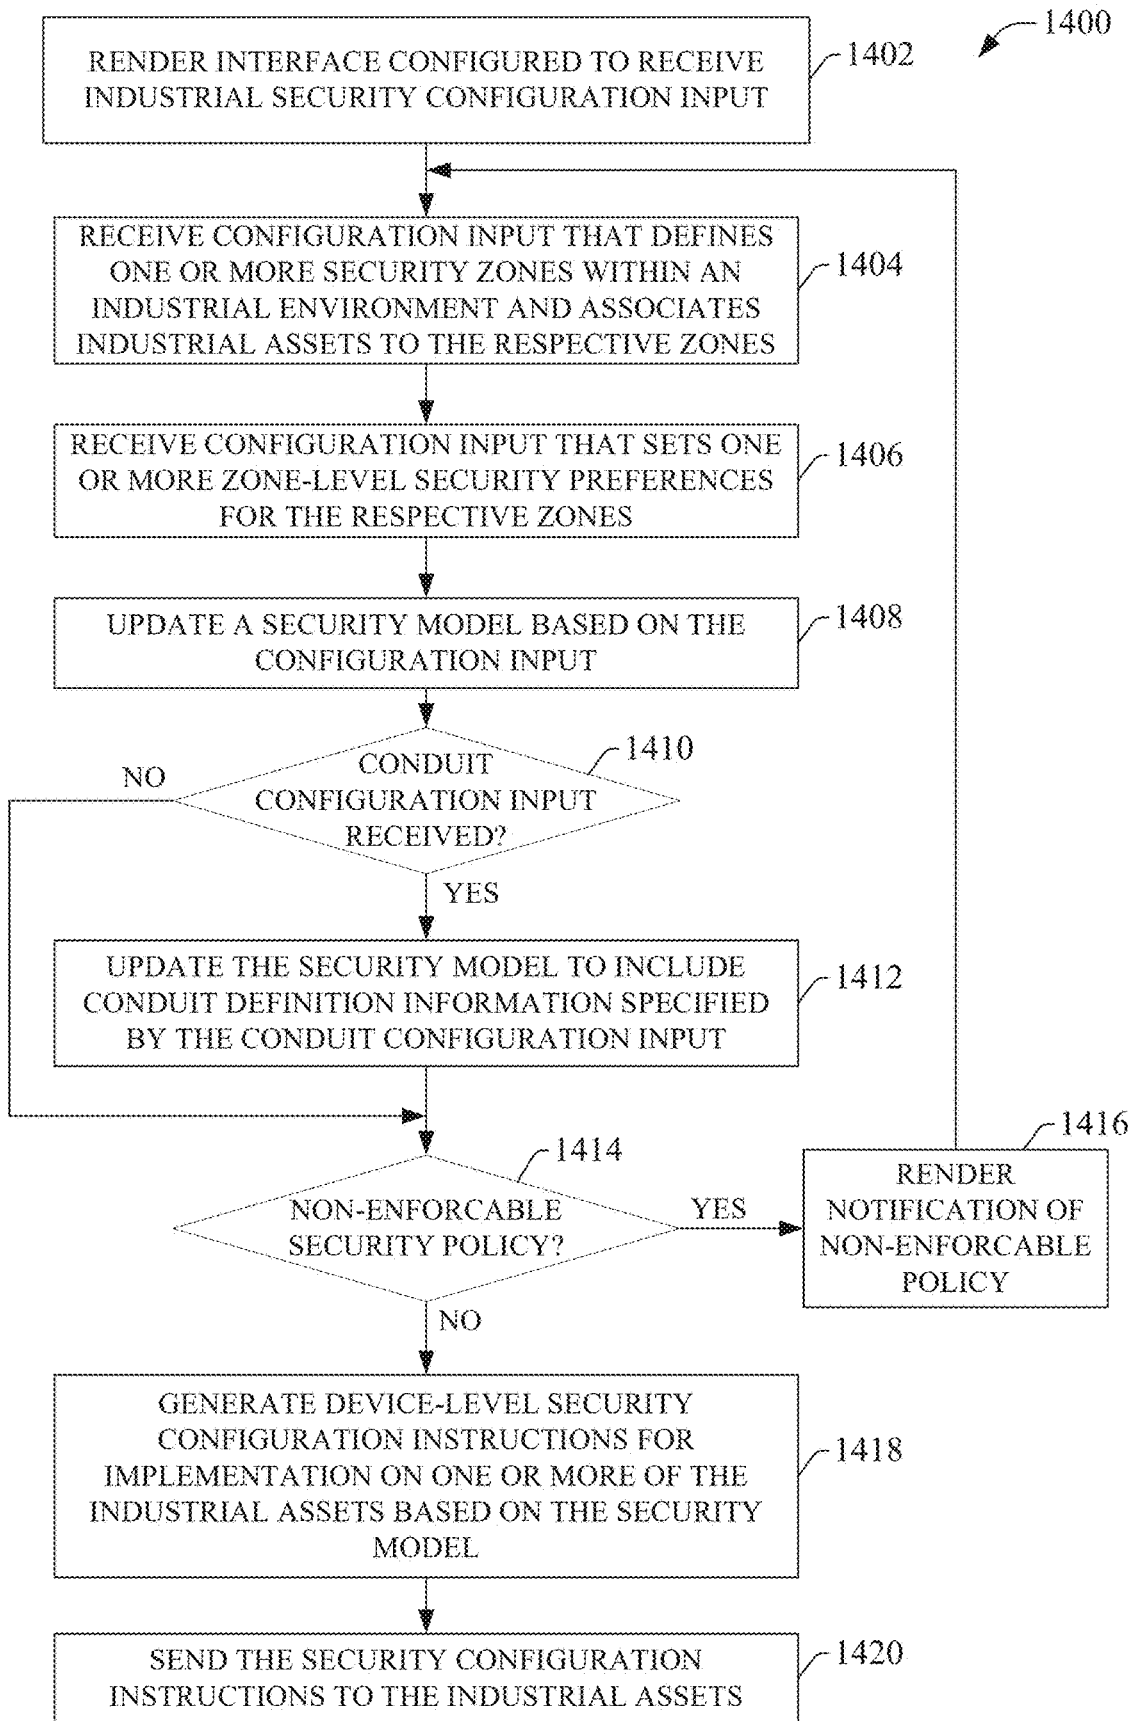 1400
RENDER INTERFACE CONFIGURED TO RECEIVE
INDUSTRIAL SECURITY CONFIGURATION INPUT
1402
RECEIVE CONFIGURATION INPUT THAT DEFINES
ONE OR MORE SECURITY ZONES WITHIN AN
INDUSTRIAL ENVIRONMENT AND ASSOCIATES
INDUSTRIAL ASSETS TO THE RESPECTIVE ZONES
1404
RECEIVE CONFIGURATION INPUT THAT SETS ONE
OR MORE ZONE-LEVEL SECURITY PREFERENCES
FOR THE RESPECTIVE ZONES
1406
UPDATE A SECURITY MODEL BASED ON THE
CONFIGURATION INPUT
1408
CONDUIT
CONFIGURATION INPUT
RECEIVED?
1410
NO
YES
UPDATE THE SECURITY MODEL TO INCLUDE
CONDUIT DEFINITION INFORMATION SPECIFIED
BY THE CONDUIT CONFIGURATION INPUT
1412
NON-ENFORCABLE
SECURITY POLICY?
1414
YES
RENDER
NOTIFICATION OF
NON-ENFORCABLE
POLICY
1416
NO
GENERATE DEVICE-LEVEL SECURITY
CONFIGURATION INSTRUCTIONS FOR
IMPLEMENTATION ON ONE OR MORE OF THE
INDUSTRIAL ASSETS BASED ON THE SECURITY
MODEL
1418
SEND THE SECURITY CONFIGURATION
INSTRUCTIONS TO THE INDUSTRIAL ASSETS
1420